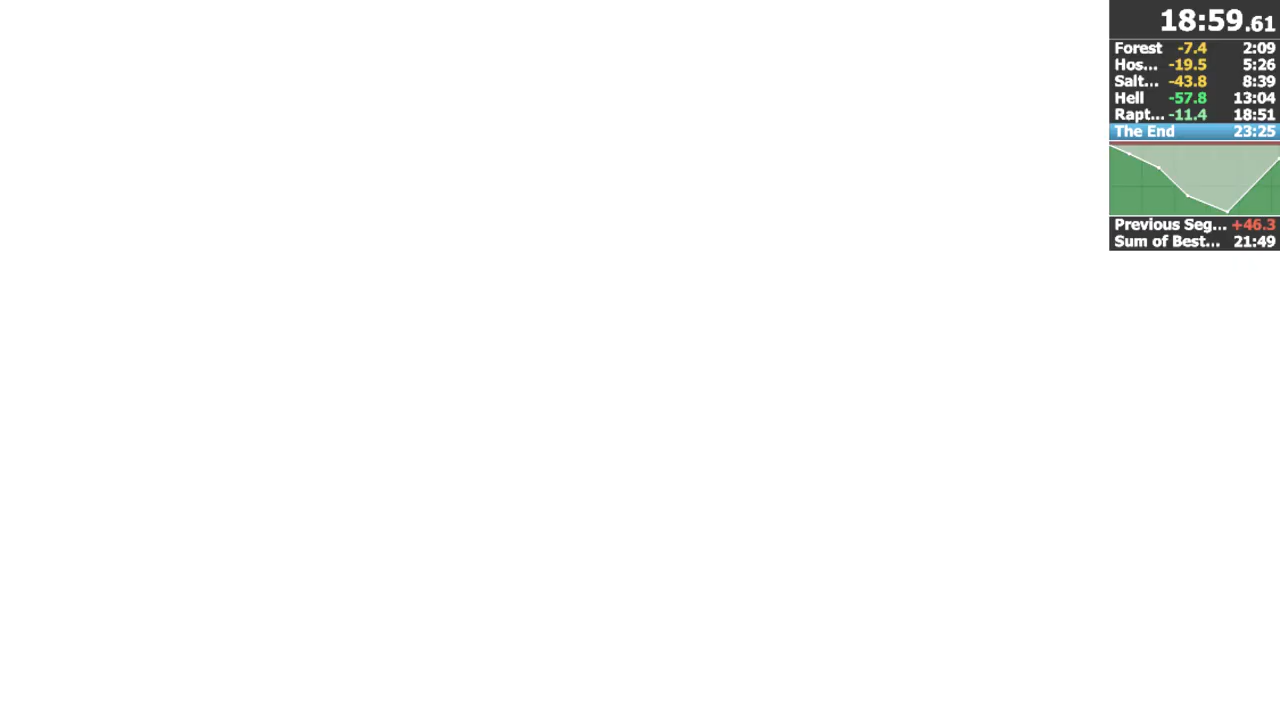 18:59.61
Forest -7.4 2:09
Hos... -19.5 5:26
Salt... -43.8 8:39
Hell -57.8 13:04
Rapt... -11.4 18:51
The End 23:25
Previous Seg... +46.3
Sum of Best... 21:49